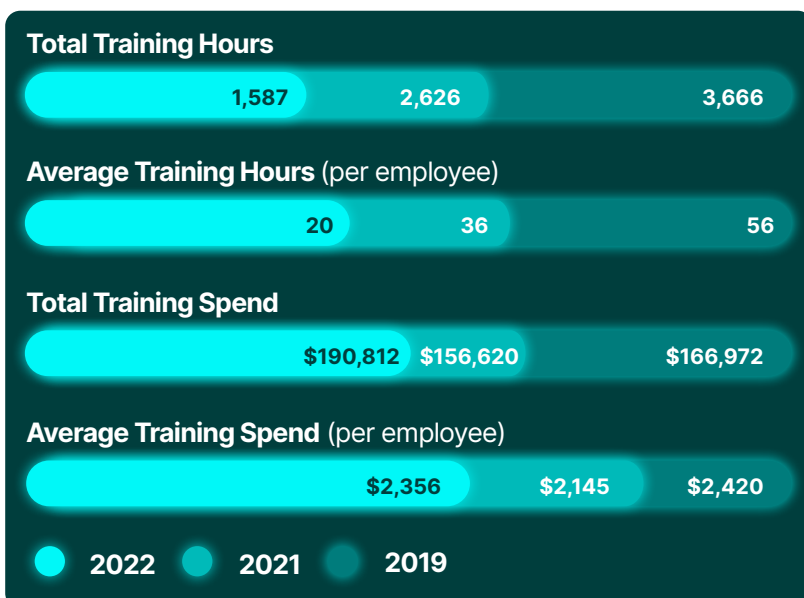 Total Training Hours
1,587 2,626 3,666
Average Training Hours (per employee)
20 36 56
Total Training Spend
$190,812 $156,620 $166,972
Average Training Spend (per employee)
$2,356 $2,145 $2,420
2022 2021 2019